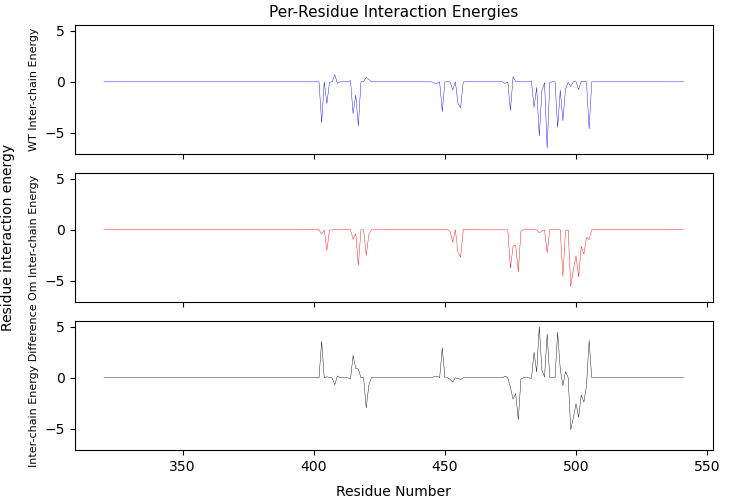 Per-Residue Interaction Energies
WT Inter-chain Energy
5
0
−5
Residue interaction energy
Om Inter-chain Energy
5
0
−5
Inter-chain Energy Difference
5
0
−5
350
400
450
500
550
Residue Number